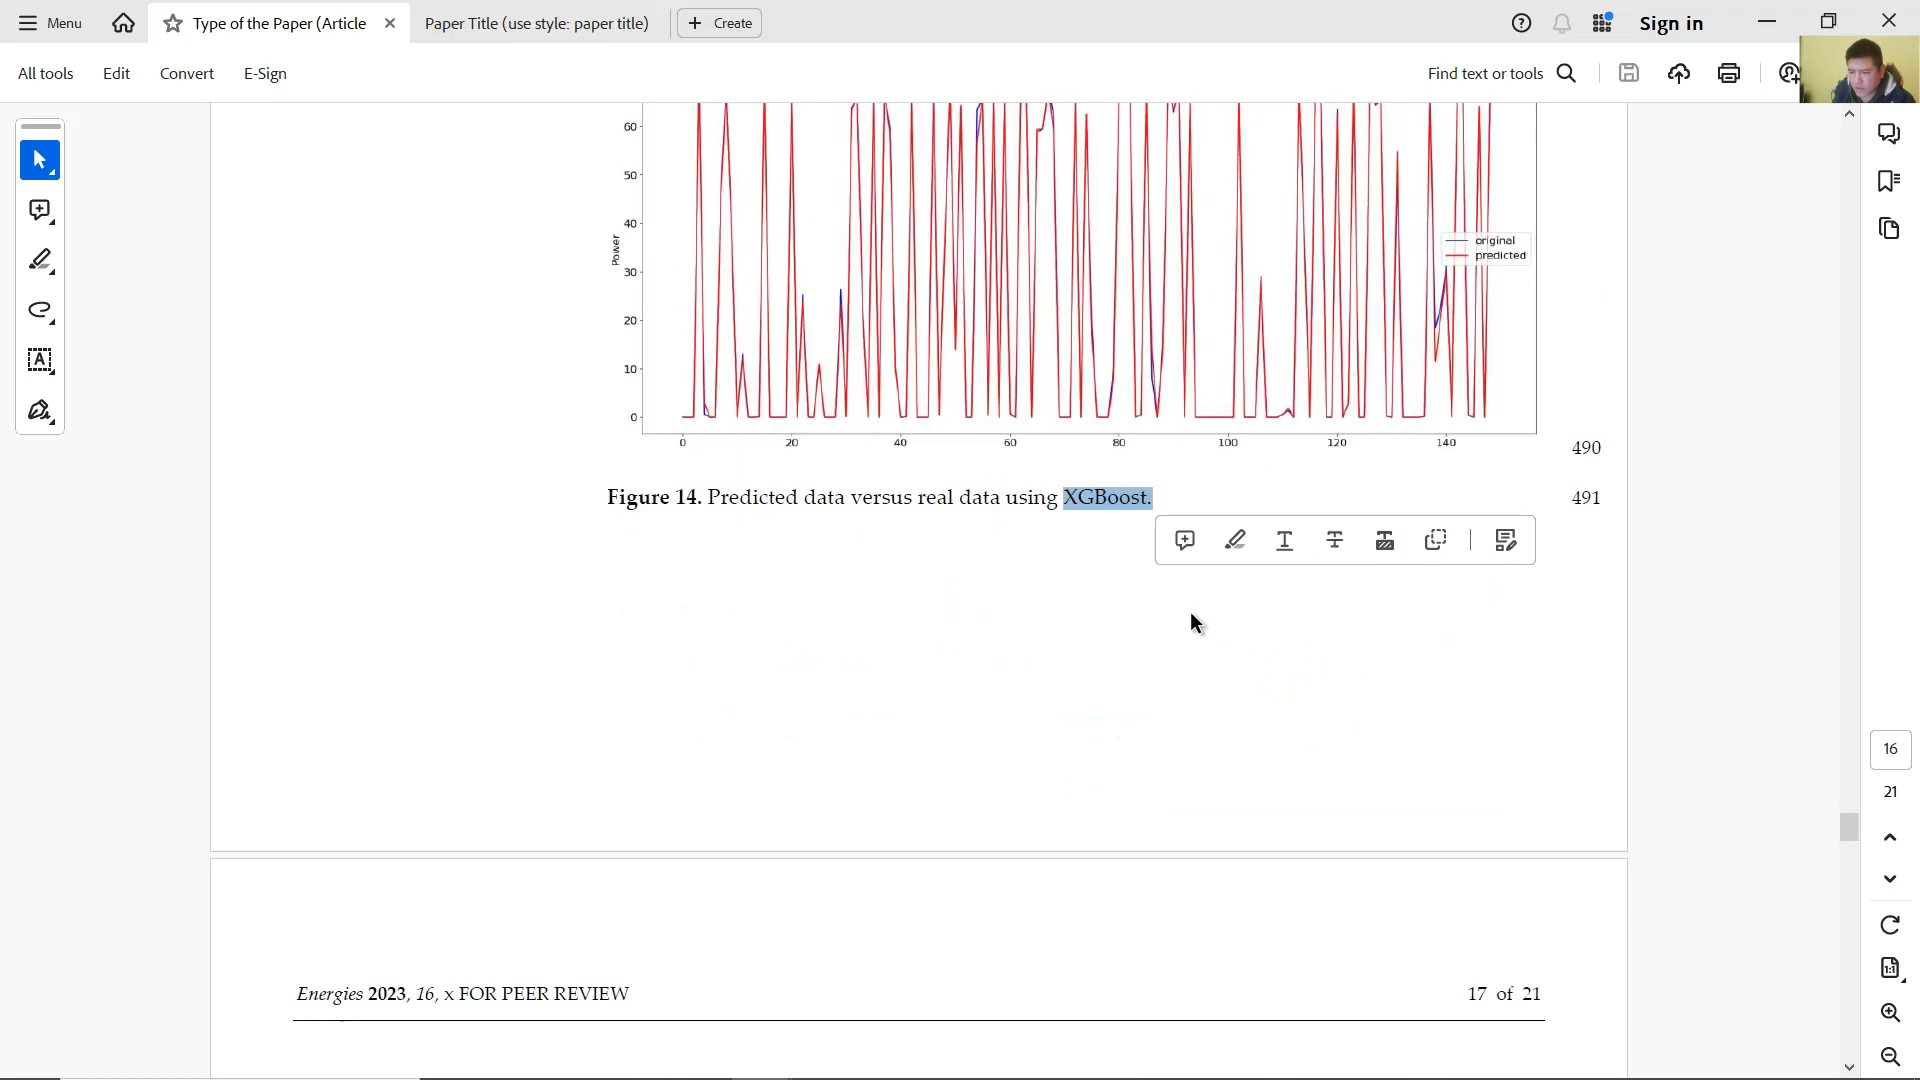 Menu
Type of the Paper (Article
Paper Title (use style: paper title)
Create
Sign in
All tools
Edit
Convert
E-Sign
Find text or tools
60
50
40
30
20
10
0
Power
original
predicted
0 20 40 60 80 100 120 140
490
Figure 14. Predicted data versus real data using XGBoost.
491
16
21
1:1
Energies 2023, 16, x FOR PEER REVIEW
17 of 21